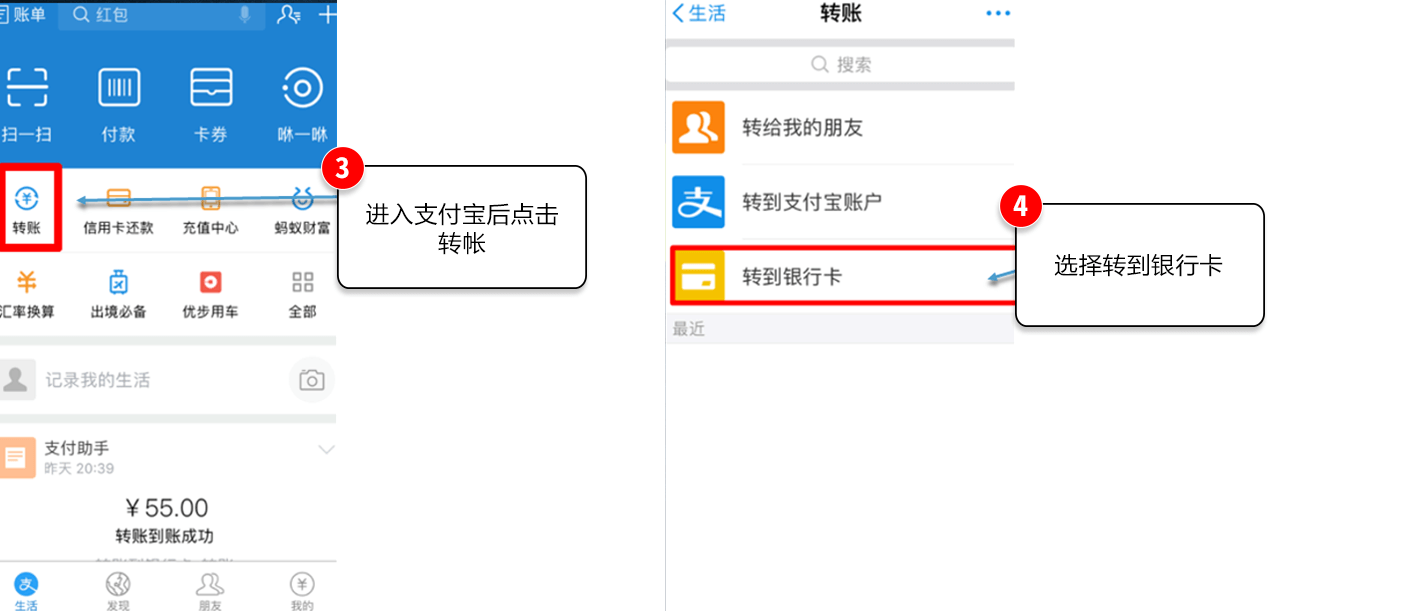 账单
红包
扫一扫
付款
卡券
咻一咻
转账
信用卡还款
充值中心
蚂蚁财富
汇率换算
出境必备
优步用车
全部
记录我的生活
支付助手
昨天 20:39
¥ 55.00
转账到账成功
生活
发现
朋友
我的
3
进入支付宝后点击
转帐
生活
转账
搜索
转给我的朋友
转到支付宝账户
转到银行卡
最近
4
选择转到银行卡